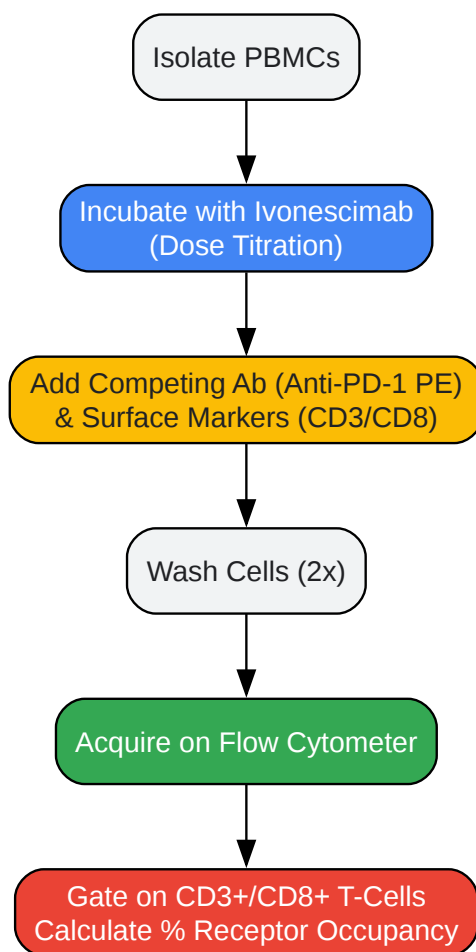 Isolate PBMCs
Incubate with Ivonescimab
(Dose Titration)
Add Competing Ab (Anti-PD-1 PE)
& Surface Markers (CD3/CD8)
Wash Cells (2x)
Acquire on Flow Cytometer
Gate on CD3+/CD8+ T-Cells
Calculate % Receptor Occupancy